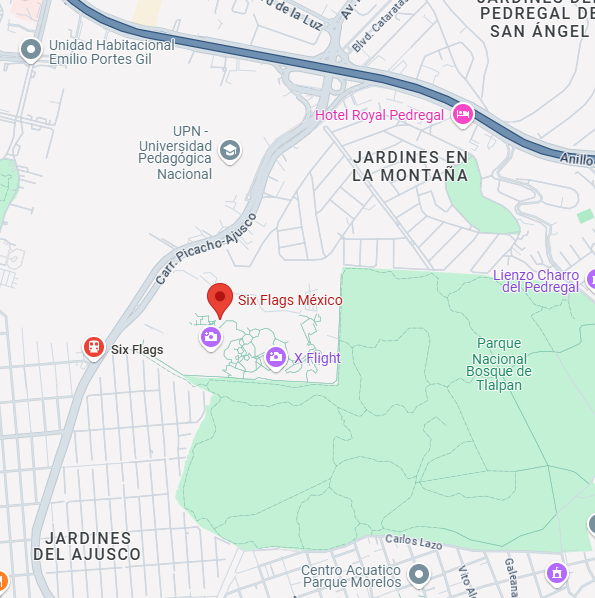 JARDINES DEL
PEDREGAL DE
SAN ÁNGEL
de la Luz
Av.
Blvd. Cataratas
Unidad Habitacional
Emilio Portes Gil
Hotel Royal Pedregal
UPN -
Universidad
Pedagógica
Nacional
JARDINES EN
LA MONTAÑA
Anillo
Carr. Picacho-Ajusco
Lienzo Charro
del Pedregal
Six Flags México
Six Flags
X Flight
Parque
Nacional
Bosque de
Tlalpan
JARDINES
DEL AJUSCO
Carlos Lazo
Centro Acuatico
Parque Morelos
Vito Ale
Galeana